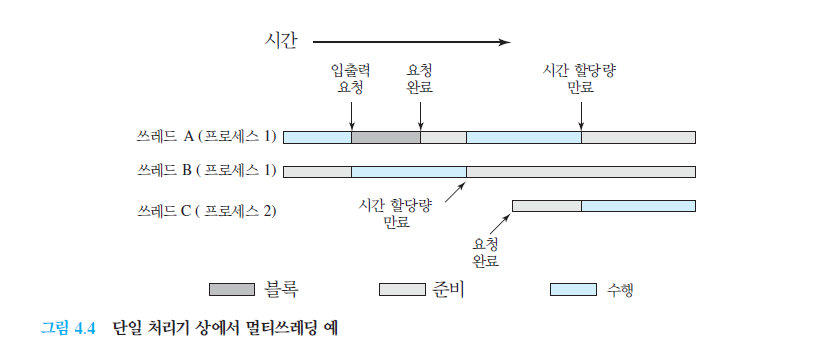 시간
입출력 요청
요청 완료
시간 할당량 만료
쓰레드 A (프로세스 1)
쓰레드 B ( 프로세스 1)
쓰레드 C ( 프로세스 2)
시간 할당량 만료
요청 완료
블록
준비
수행
그림 4.4 단일 처리기 상에서 멀티쓰레딩 예